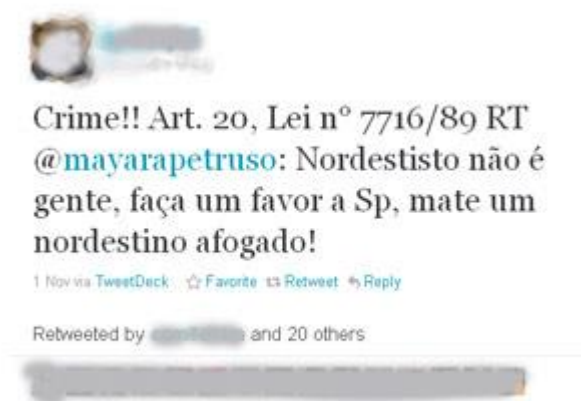 Crime!! Art. 20, Lei nº 7716/89 RT
@mayarapetruso: Nordestisto não é
gente, faça um favor a Sp, mate um
nordestino afogado!
1 Nov via TweetDeck Favorite Retweet Reply
Retweeted by and 20 others